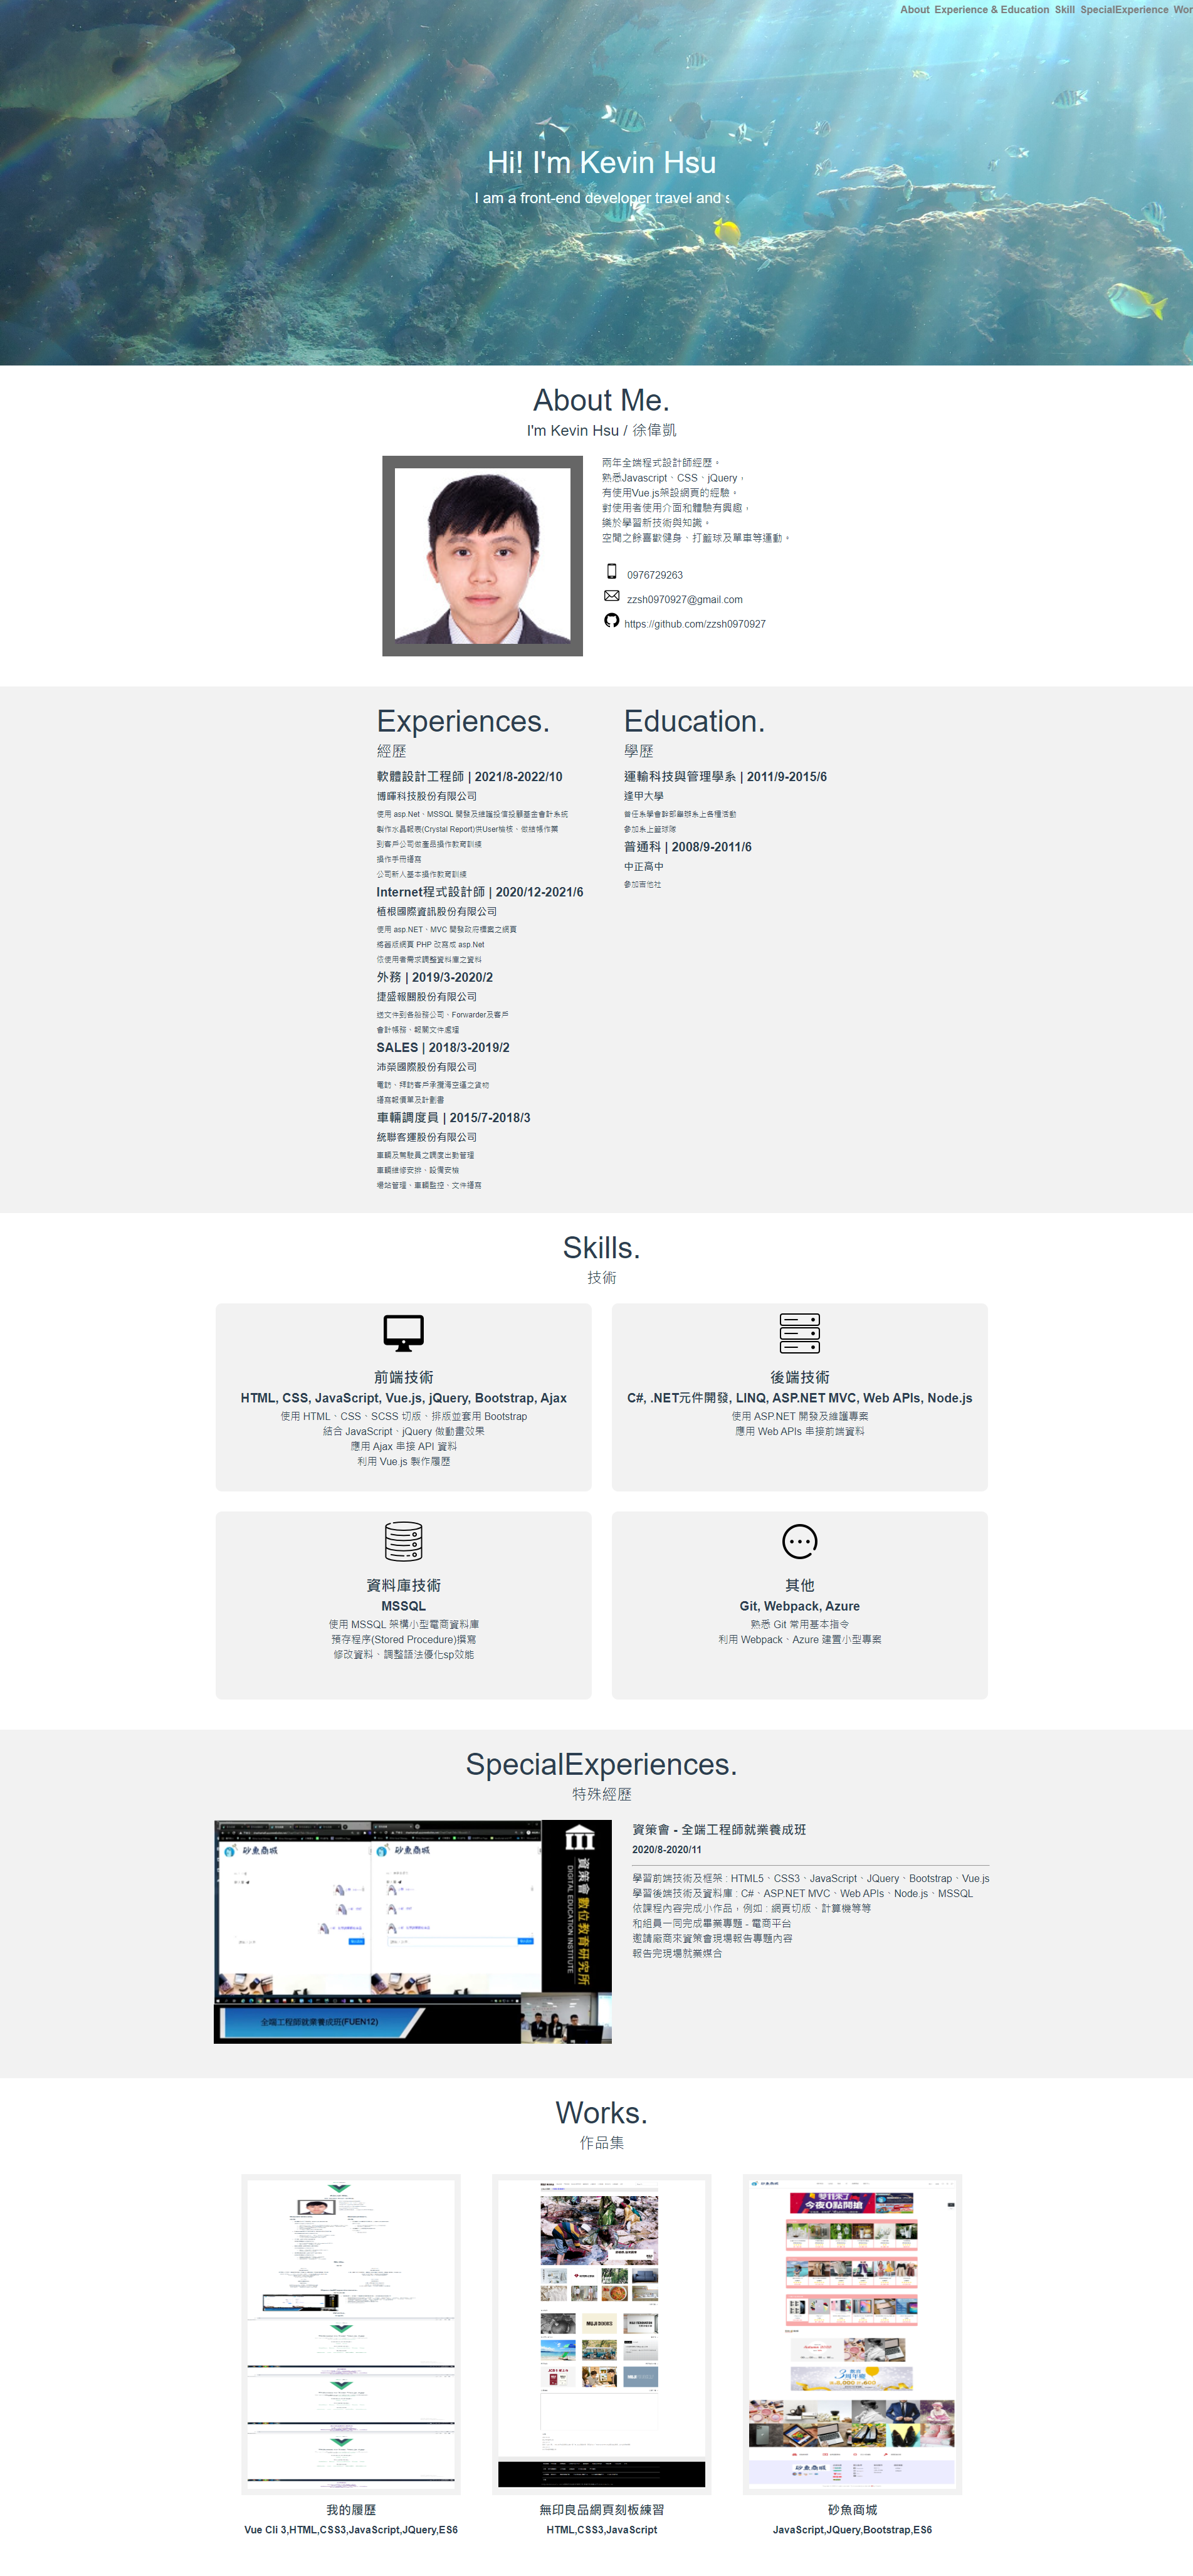 About Experience & Education Skill SpecialExperience Wor
Hi! I'm Kevin Hsu
I am a front-end developer travel and s
About Me.
I'm Kevin Hsu / 徐偉凱
兩年全端程式設計師經歷。
熟悉Javascript、CSS、jQuery，
有使用Vue.js架設網頁的經驗。
對使用者使用介面和體驗有興趣，
樂於學習新技術與知識。
空閒之餘喜歡健身、打籃球及單車等運動。
0976729263
zzsh0970927@gmail.com
https://github.com/zzsh0970927
Experiences.
經歷
軟體設計工程師 | 2021/8-2022/10
博暉科技股份有限公司
使用 asp.Net、MSSQL 開發及維護投信投顧基金會計系統
製作水晶報表(Crystal Report)供User檢核、做結帳作業
到客戶公司做產品操作教育訓練
操作手冊撰寫
公司新人基本操作教育訓練
Internet程式設計師 | 2020/12-2021/6
植根國際資訊股份有限公司
使用 asp.NET、MVC 開發政府標案之網頁
將舊版網頁 PHP 改寫成 asp.Net
依使用者需求調整資料庫之資料
外務 | 2019/3-2020/2
捷盛報關股份有限公司
送文件到各船務公司、Forwarder及客戶
會計帳務、報關文件處理
SALES | 2018/3-2019/2
沛榮國際股份有限公司
電訪、拜訪客戶承攬海空運之貨物
撰寫報價單及計劃書
車輛調度員 | 2015/7-2018/3
統聯客運股份有限公司
車輛及駕駛員之調度出勤管理
車輛維修安排、設備安檢
場站管理、車輛監控、文件撰寫
Education.
學歷
運輸科技與管理學系 | 2011/9-2015/6
逢甲大學
曾任系學會幹部舉辦系上各種活動
參加系上籃球隊
普通科 | 2008/9-2011/6
中正高中
參加吉他社
Skills.
技術
前端技術
HTML, CSS, JavaScript, Vue.js, jQuery, Bootstrap, Ajax
使用 HTML、CSS、SCSS 切版、排版並套用 Bootstrap
結合 JavaScript、jQuery 做動畫效果
應用 Ajax 串接 API 資料
利用 Vue.js 製作履歷
後端技術
C#, .NET元件開發, LINQ, ASP.NET MVC, Web APIs, Node.js
使用 ASP.NET 開發及維護專案
應用 Web APIs 串接前端資料
資料庫技術
MSSQL
使用 MSSQL 架構小型電商資料庫
預存程序(Stored Procedure)撰寫
修改資料、調整語法優化sp效能
其他
Git, Webpack, Azure
熟悉 Git 常用基本指令
利用 Webpack、Azure 建置小型專案
SpecialExperiences.
特殊經歷
砂魚商城
砂魚商城
資策會 數位教育研究所
DIGITAL EDUCATION INSTITUTE
全端工程師就業養成班(FUEN12)
資策會 - 全端工程師就業養成班
2020/8-2020/11
學習前端技術及框架 : HTML5、CSS3、JavaScript、JQuery、Bootstrap、Vue.js
學習後端技術及資料庫 : C#、ASP.NET MVC、Web APIs、Node.js、MSSQL
依課程內容完成小作品，例如 : 網頁切版、計算機等等
和組員一同完成畢業專題 - 電商平台
邀請廠商來資策會現場報告專題內容
報告完現場就業媒合
Works.
作品集
今夜0點開搶
MUJI BOOKS
砂魚商城
我的履歷
Vue Cli 3,HTML,CSS3,JavaScript,JQuery,ES6
無印良品網頁刻板練習
HTML,CSS3,JavaScript
砂魚商城
JavaScript,JQuery,Bootstrap,ES6